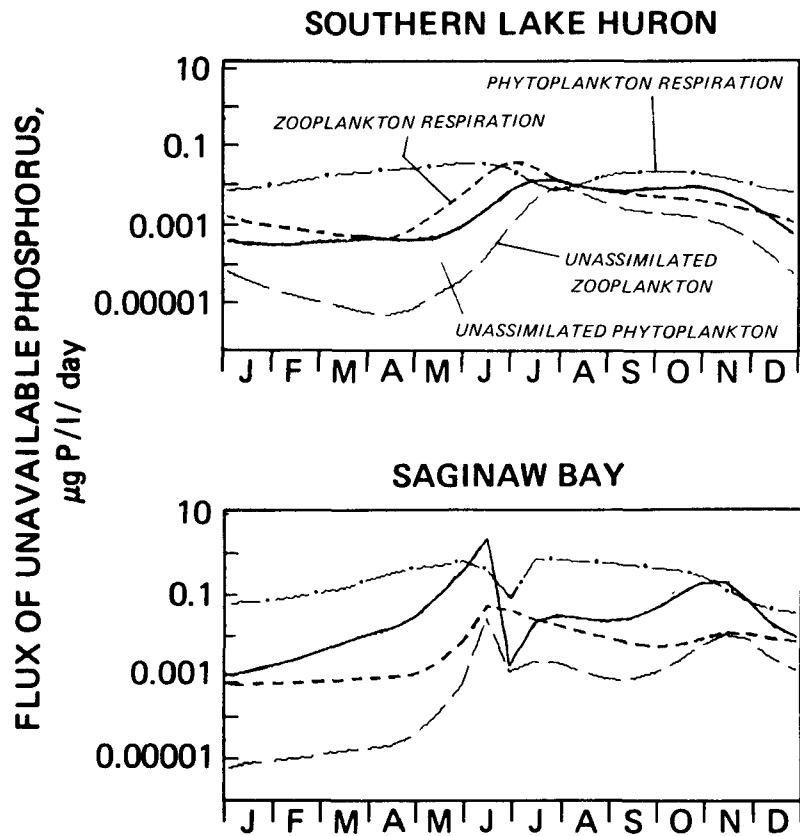 SOUTHERN LAKE HURON
FLUX OF UNAVAILABLE PHOSPHORUS,
µg P/l/ day
10
0.1
0.001
0.00001
PHYTOPLANKTON RESPIRATION
ZOOPLANKTON RESPIRATION
UNASSIMILATED
ZOOPLANKTON
UNASSIMILATED PHYTOPLANKTON
J F M A M J J A S O N D
SAGINAW BAY
10
0.1
0.001
0.00001
J F M A M J J A S O N D